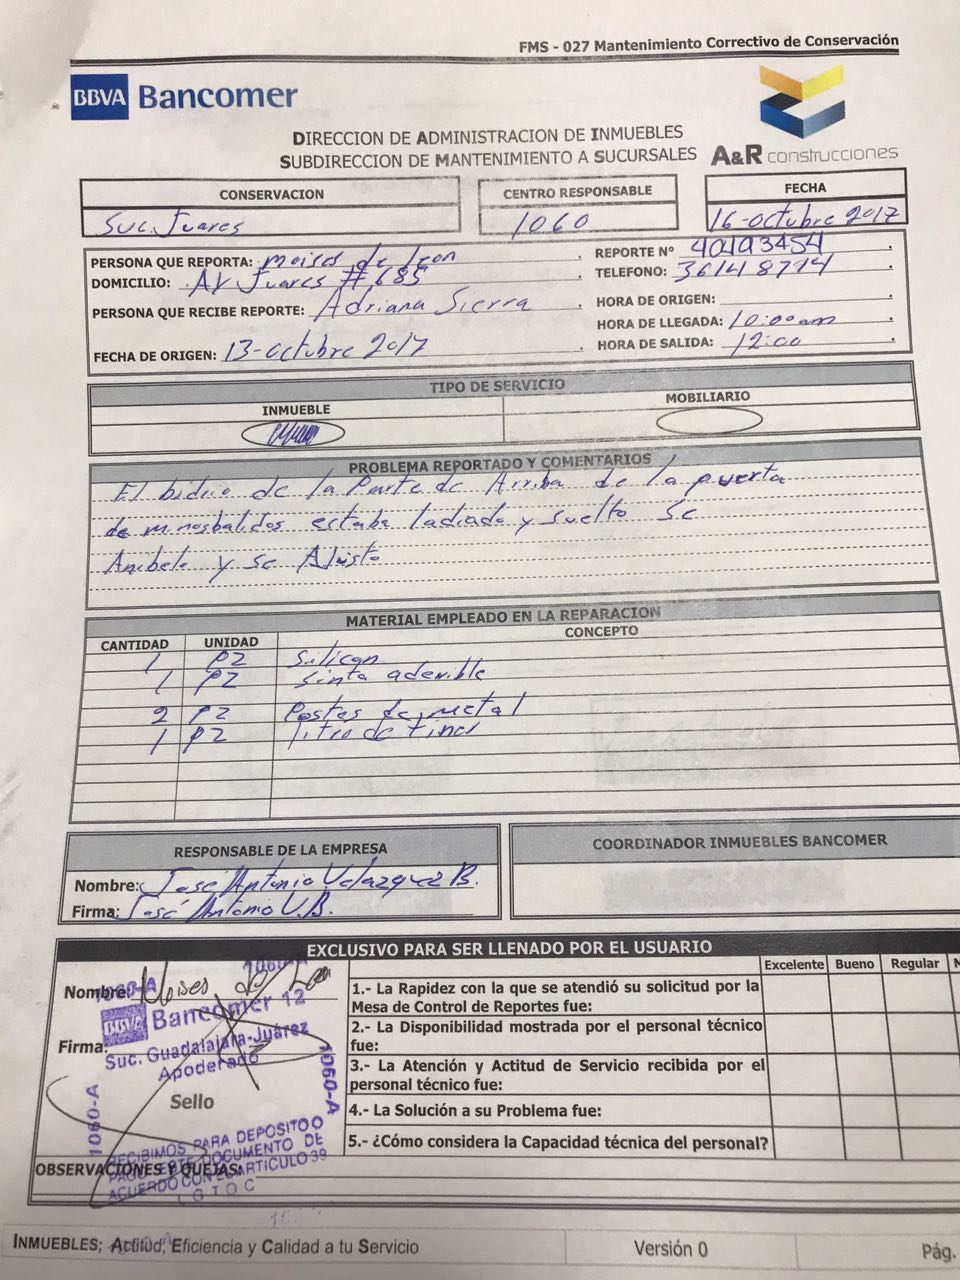 FMS - 027 Mantenimiento Correctivo de Conservación
BBVA Bancomer
DIRECCION DE ADMINISTRACION DE INMUEBLES
SUBDIRECCION DE MANTENIMIENTO A SUCURSALES
A&R construcciones
CONSERVACION
Suc. Juares
CENTRO RESPONSABLE
1060
FECHA
16-octubre 2017
PERSONA QUE REPORTA: moises de leon
REPORTE Nº
DOMICILIO: Av Juares # 685
TELEFONO: 36148714
PERSONA QUE RECIBE REPORTE: Adriana Sierra
HORA DE ORIGEN:
HORA DE LLEGADA: 10:00am
FECHA DE ORIGEN: 13-octubre 2017
HORA DE SALIDA: 12:00
TIPO DE SERVICIO
INMUEBLE
MOBILIARIO
PROBLEMA REPORTADO Y COMENTARIOS
El bidrio de la Parte de Arriba de la puerta
de minosbalidos estaba ladiado y suelto Se
y se
MATERIAL EMPLEADO EN LA REPARACION
CANTIDAD UNIDAD CONCEPTO
1 PZ Silicon
1 PZ sinta
2 PZ Postes de metal
1 PZ litro de tiner
RESPONSABLE DE LA EMPRESA
Nombre: José Antonio Velazquez B.
Firma: José Antonio V.B.
COORDINADOR INMUEBLES BANCOMER
EXCLUSIVO PARA SER LLENADO POR EL USUARIO
Excelente Bueno Regular
Nombre: Moises de Leon
1060-A
1060-A
BBVA Bancomer 12
Firma:
Suc. Guadalajara-Juárez
Apoderado
Sello
1060-A
1060-A
RECIBIMOS PARA DEPOSITO O
PAGO ESTE DOCUMENTO DE
ACUERDO CON EL ARTICULO 39
L G T O C
1.- La Rapidez con la que se atendió su solicitud por la
Mesa de Control de Reportes fue:
2.- La Disponibilidad mostrada por el personal técnico
fue:
3.- La Atención y Actitud de Servicio recibida por el
personal técnico fue:
4.- La Solución a su Problema fue:
5.- ¿Cómo considera la Capacidad técnica del personal?
OBSERVACIONES Y QUEJAS:
INMUEBLES; Actitud, Eficiencia y Calidad a tu Servicio
Versión 0
Pág.